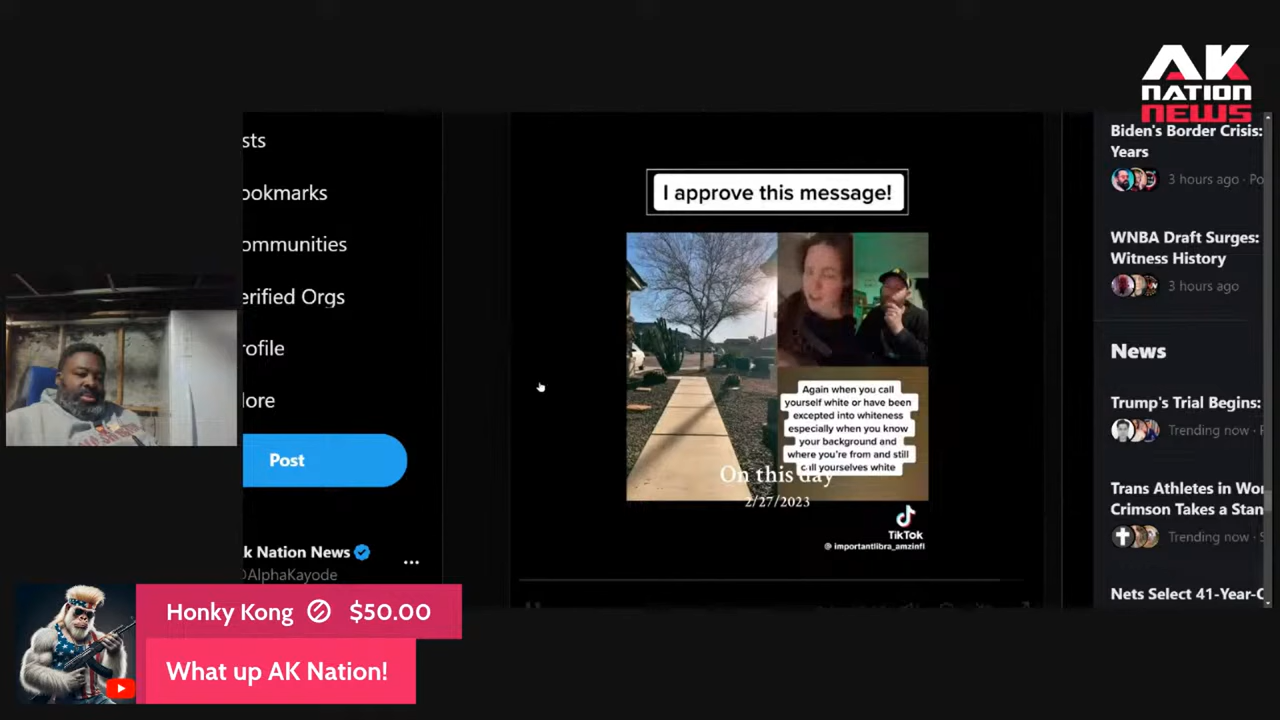 AK
NATION
NEWS
sts
ookmarks
ommunities
erified Orgs
rofile
ore
Post
k Nation News
@AlphaKayode
I approve this message!
Again when you call
yourself white or have been
excepted into whiteness
especially when you know
your background and
where you're from and still
call yourselves white
On this day
2/27/2023
TikTok
@ importantlibra_amzinfl
Biden's Border Crisis:
Years
3 hours ago · Po
WNBA Draft Surges:
Witness History
3 hours ago
News
Trump's Trial Begins:
Trending now ·
Trans Athletes in Wo
Crimson Takes a Stan
Trending now ·
Nets Select 41-Year-O
Honky Kong $50.00
What up AK Nation!